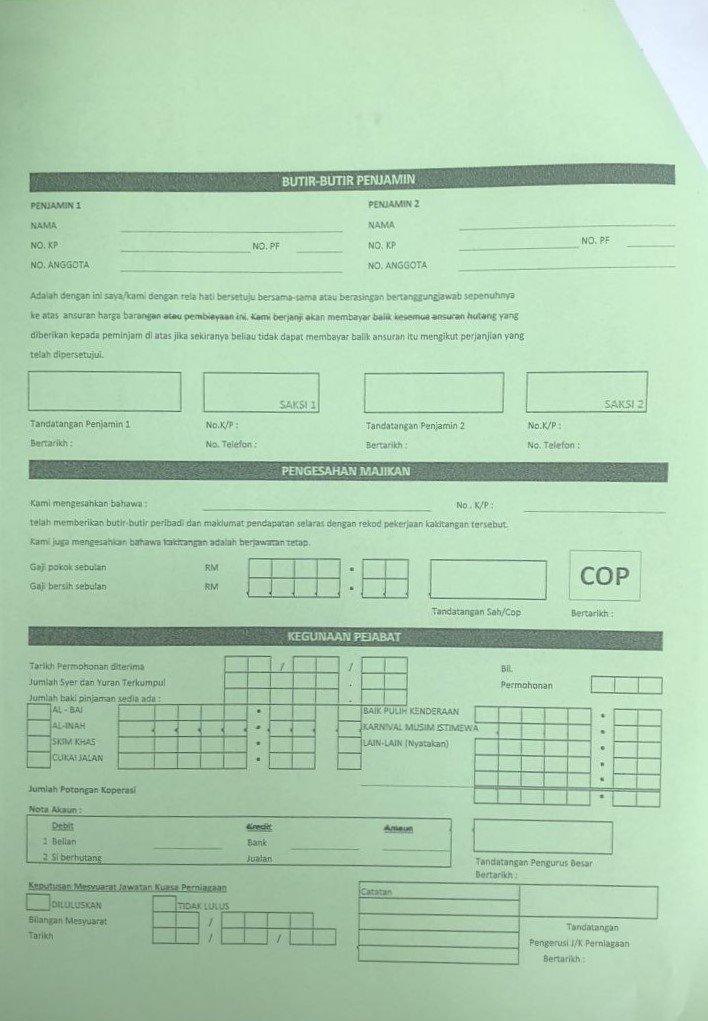 BUTIR-BUTIR PENJAMIN
PENJAMIN 1 PENJAMIN 2
NAMA NAMA
NO. KP NO. PF NO. KP NO. PF
NO. ANGGOTA NO. ANGGOTA
Adalah dengan ini saya/kami dengan rela hati bersetuju bersama-sama atau berasingan bertanggungjawab sepenuhnya
ke atas ansuran harga barangan atau pembiayaan ini. Kami berjanji akan membayar balik kesemua ansuran hutang yang
diberikan kepada peminjam di atas jika sekiranya beliau tidak dapat membayar balik ansuran itu mengikut perjanjian yang
telah dipersetujui.
SAKSI 1 SAKSI 2
Tandatangan Penjamin 1 No.K/P : Tandatangan Penjamin 2 No.K/P :
Bertarikh : No. Telefon : Bertarikh : No. Telefon :
PENGESAHAN MAJIKAN
Kami mengesahkan bahawa : No . K/P :
telah memberikan butir-butir peribadi dan maklumat pendapatan selaras dengan rekod pekerjaan kakitangan tersebut.
Kami juga mengesahkan bahawa kakitangan adalah berjawatan tetap.
Gaji pokok sebulan RM
COP
Gaji bersih sebulan RM
Tandatangan Sah/Cop Bertarikh :
KEGUNAAN PEJABAT
Tarikh Permohonan diterima / / Bil.
Jumlah Syer dan Yuran Terkumpul . . Permohonan
Jumlah baki pinjaman sedia ada :
AL - BAI BAIK PULIH KENDERAAN
AL-INAH KARNIVAL MUSIM ISTIMEWA
SKIM KHAS LAIN-LAIN (Nyatakan)
CUKAI JALAN
Jumlah Potongan Koperasi
Nota Akaun :
Debit Kredit Amaun
1 Belian Bank
2 Si berhutang Jualan
Tandatangan Pengurus Besar
Bertarikh :
Keputusan Mesyuarat Jawatan Kuasa Perniagaan
Catatan
DILULUSKAN TIDAK LULUS
Bilangan Mesyuarat /
Tarikh / /
Tandatangan
Pengerusi J/K Perniagaan
Bertarikh :